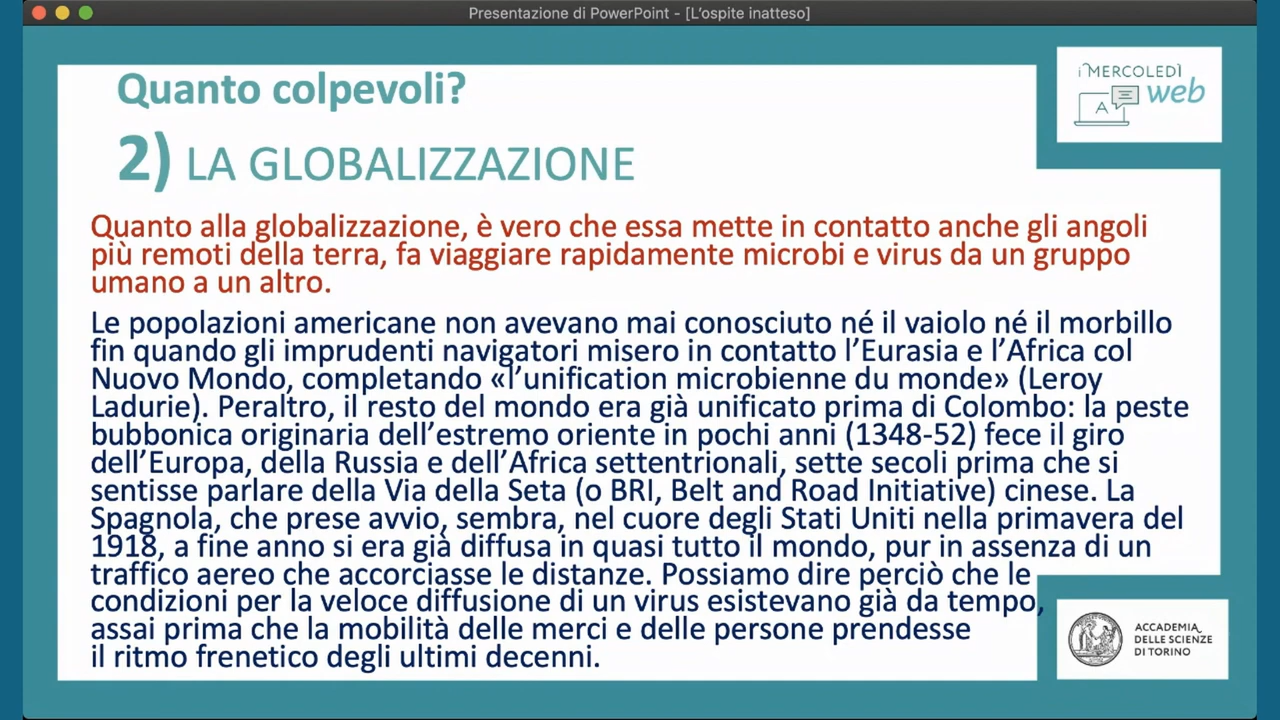 Presentazione di PowerPoint - [L'ospite inatteso]
Quanto colpevoli?
2) LA GLOBALIZZAZIONE
i MERCOLEDÌ
web
A
Quanto alla globalizzazione, è vero che essa mette in contatto anche gli angoli
più remoti della terra, fa viaggiare rapidamente microbi e virus da un gruppo
umano a un altro.
Le popolazioni americane non avevano mai conosciuto né il vaiolo né il morbillo
fin quando gli imprudenti navigatori misero in contatto l'Eurasia e l'Africa col
Nuovo Mondo, completando «l'unification microbienne du monde» (Leroy
Ladurie). Peraltro, il resto del mondo era già unificato prima di Colombo: la peste
bubbonica originaria dell'estremo oriente in pochi anni (1348-52) fece il giro
dell'Europa, della Russia e dell'Africa settentrionali, sette secoli prima che si
sentisse parlare della Via della Seta (o BRI, Belt and Road Initiative) cinese. La
Spagnola, che prese avvio, sembra, nel cuore degli Stati Uniti nella primavera del
1918, a fine anno si era già diffusa in quasi tutto il mondo, pur in assenza di un
traffico aereo che accorciasse le distanze. Possiamo dire perciò che le
condizioni per la veloce diffusione di un virus esistevano già da tempo,
assai prima che la mobilità delle merci e delle persone prendesse
il ritmo frenetico degli ultimi decenni.
ACCADEMIA
DELLE SCIENZE
DI TORINO